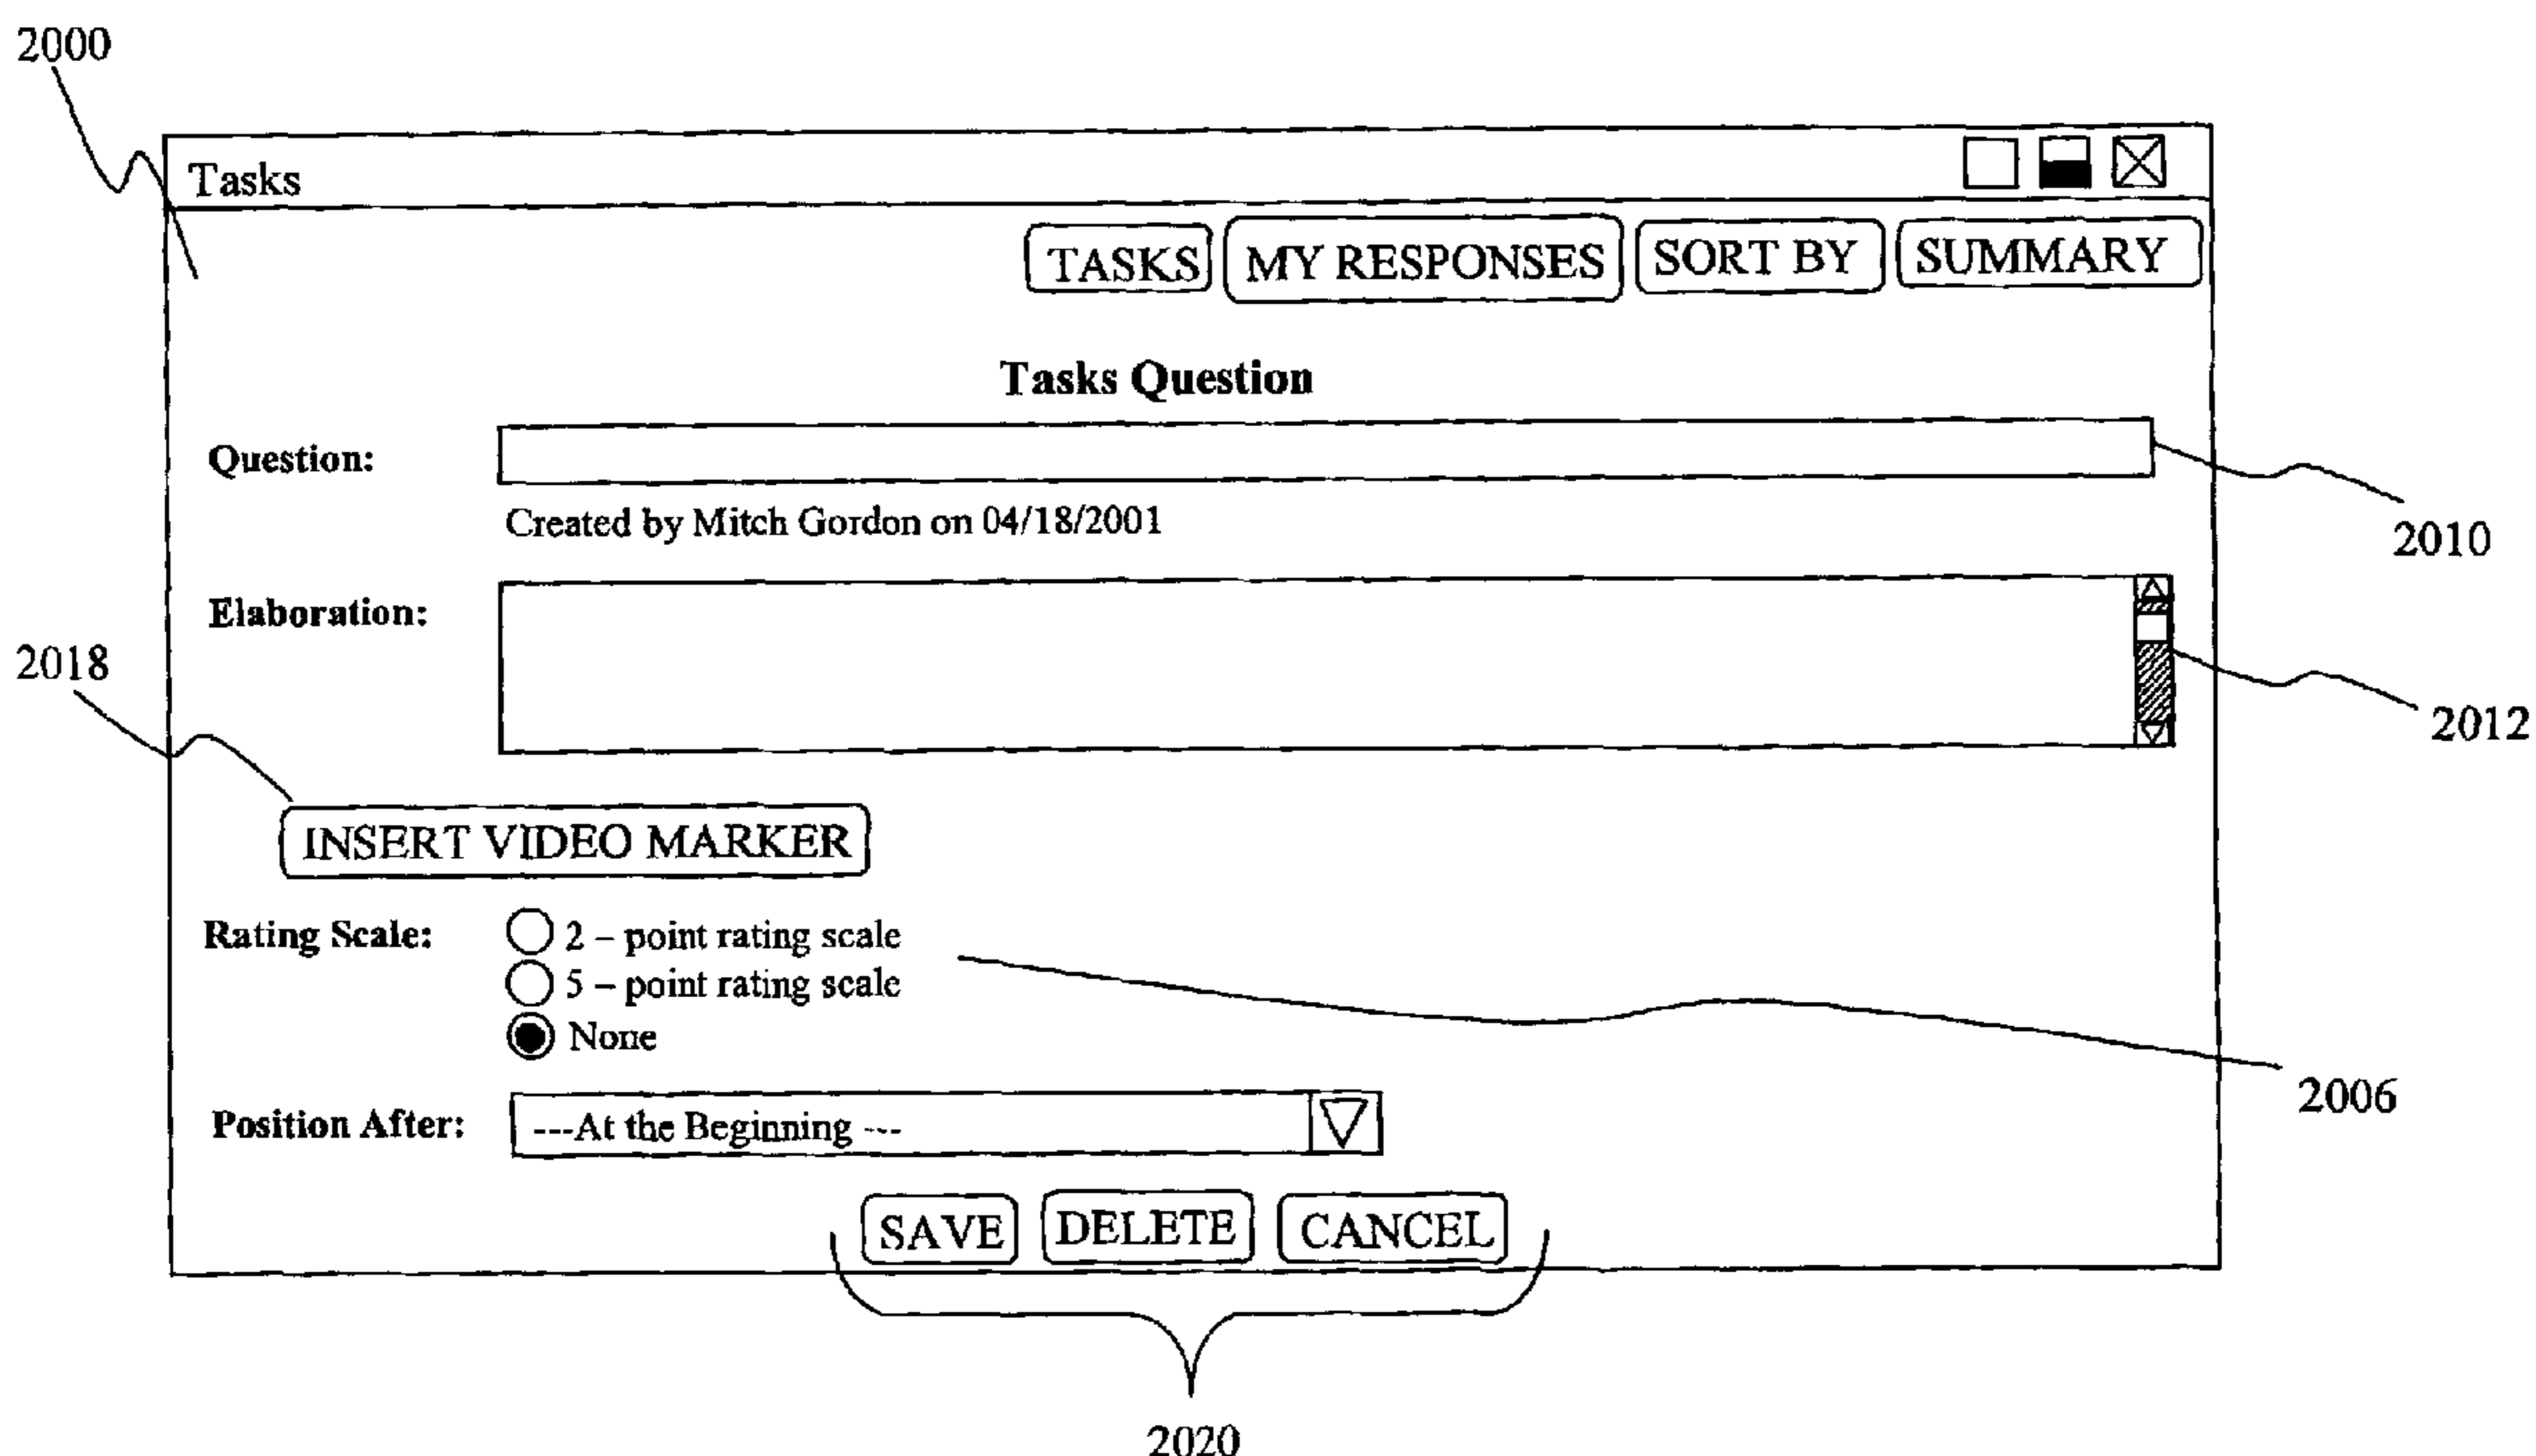 2000
Tasks
TASKS MY RESPONSES SORT BY SUMMARY
Tasks Question
Question:
2010
Created by Mitch Gordon on 04/18/2001
Elaboration:
2018
2012
INSERT VIDEO MARKER
Rating Scale: 2 – point rating scale
5 – point rating scale
None
2006
Position After: ---At the Beginning ---
SAVE DELETE CANCEL
2020